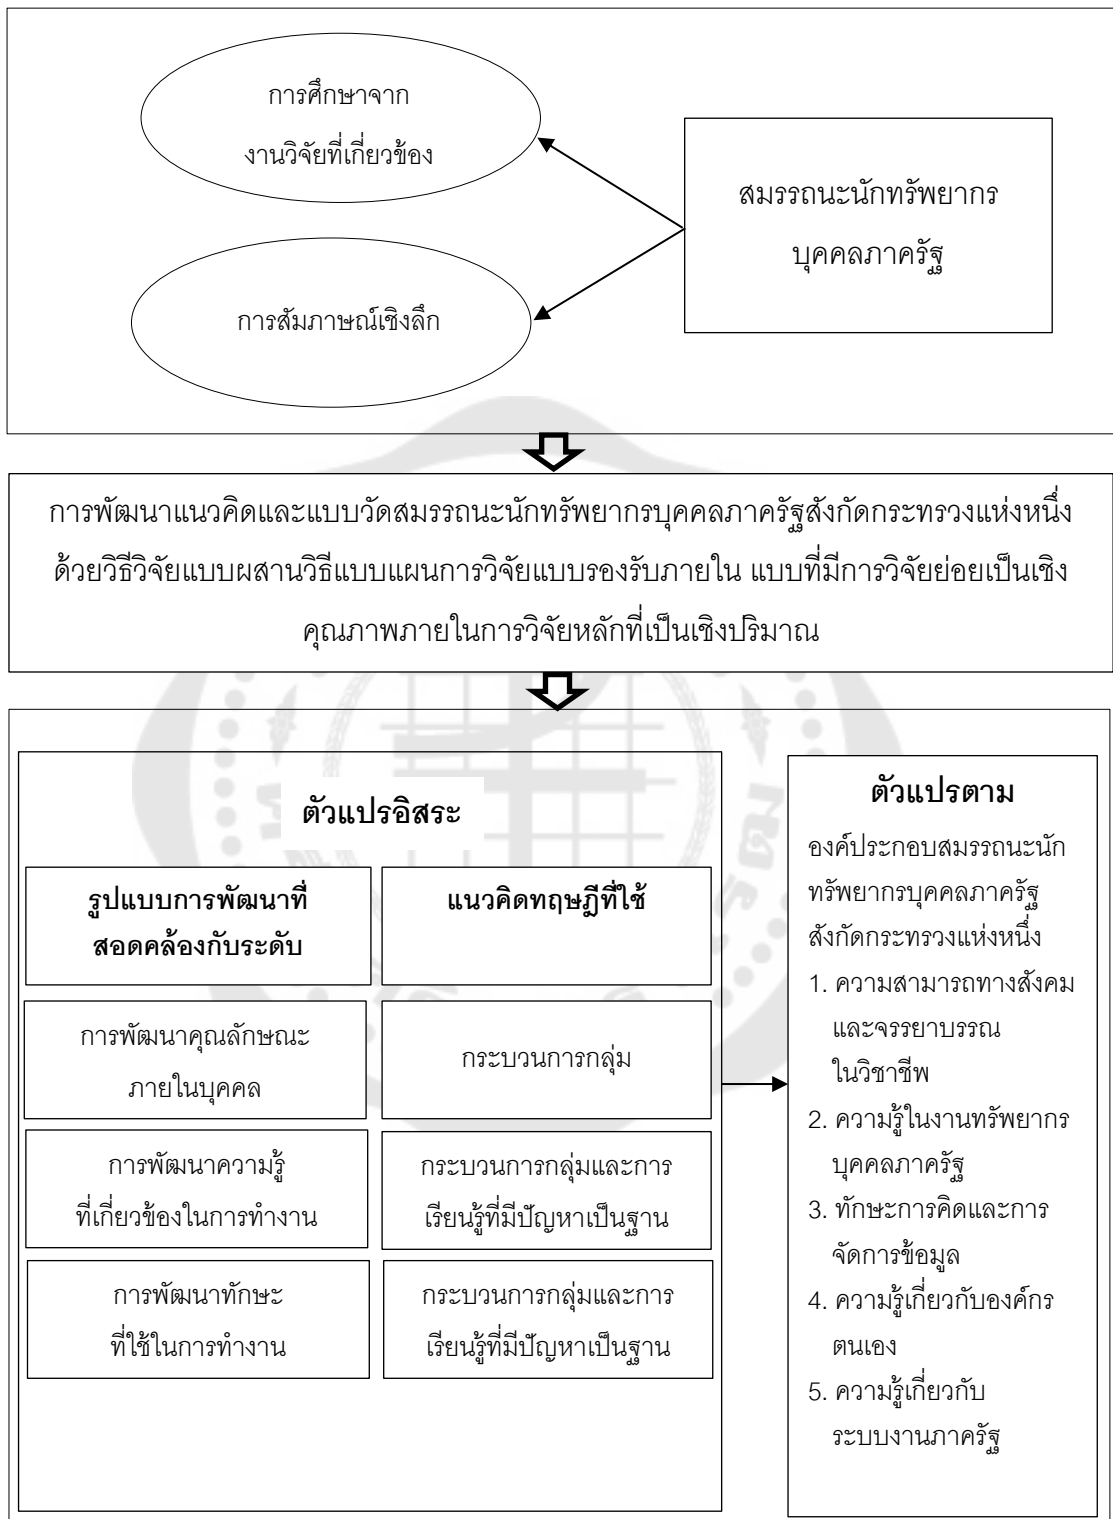 การศึกษาจาก
งานวิจัยที่เกี่ยวข้อง
สมรรถนะนักทรัพยากร
บุคคลภาครัฐ
การสัมภาษณ์เชิงลึก
การพัฒนาแนวคิดและแบบวัดสมรรถนะนักทรัพยากรบุคคลภาครัฐสังกัดกระทรวงแห่งหนึ่ง
ด้วยวิธีวิจัยแบบผสานวิธีแบบแผนการวิจัยแบบรองรับภายใน แบบที่มีการวิจัยย่อยเป็นเชิง
คุณภาพภายในการวิจัยหลักที่เป็นเชิงปริมาณ
ตัวแปรอิสระ
รูปแบบการพัฒนาที่
สอดคล้องกับระดับ
แนวคิดทฤษฎีที่ใช้
การพัฒนาคุณลักษณะ
ภายในบุคคล
กระบวนการกลุ่ม
การพัฒนาความรู้
ที่เกี่ยวข้องในการทำงาน
กระบวนการกลุ่มและการ
เรียนรู้ที่มีปัญหาเป็นฐาน
การพัฒนาทักษะ
ที่ใช้ในการทำงาน
กระบวนการกลุ่มและการ
เรียนรู้ที่มีปัญหาเป็นฐาน
ตัวแปรตาม
องค์ประกอบสมรรถนะนัก
ทรัพยากรบุคคลภาครัฐ
สังกัดกระทรวงแห่งหนึ่ง
1. ความสามารถทางสังคม
และจรรยาบรรณ
ในวิชาชีพ
2. ความรู้ในงานทรัพยากร
บุคคลภาครัฐ
3. ทักษะการคิดและการ
จัดการข้อมูล
4. ความรู้เกี่ยวกับองค์กร
ตนเอง
5. ความรู้เกี่ยวกับ
ระบบงานภาครัฐ